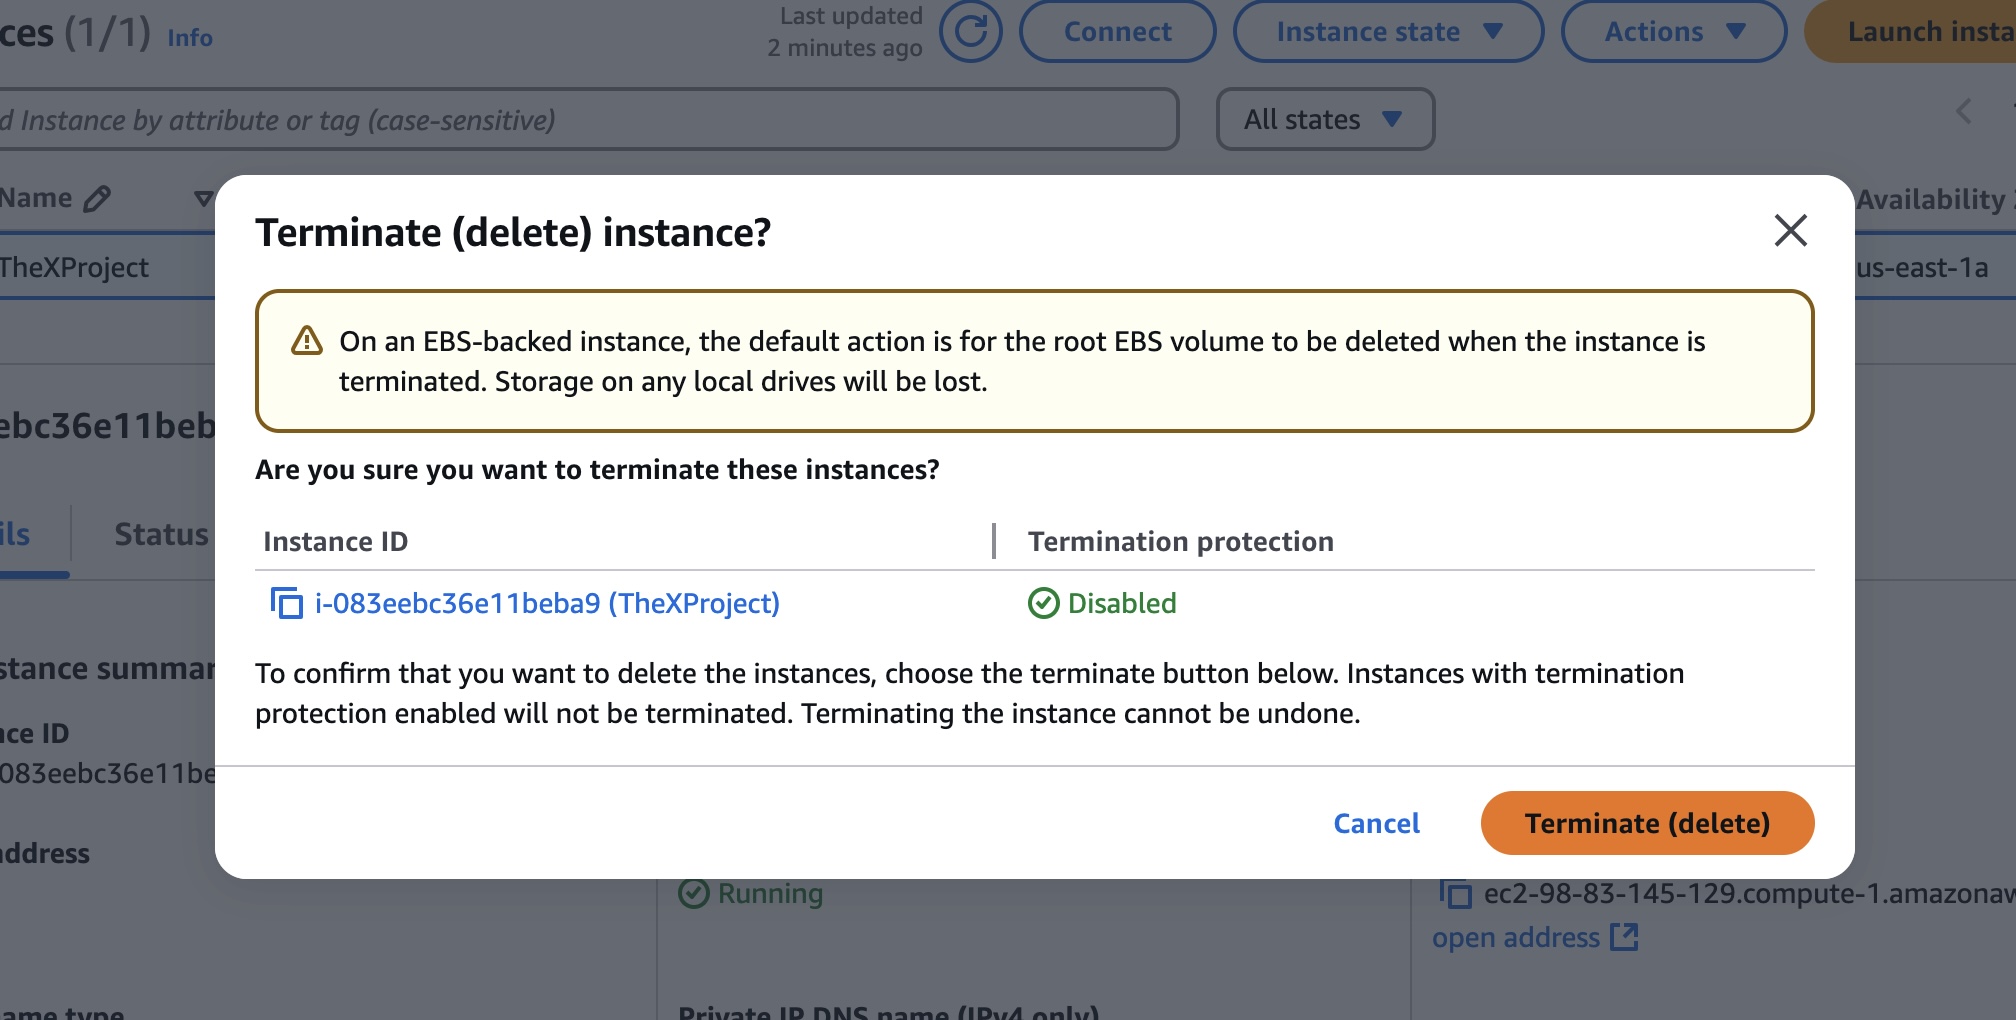 ces (1/1) Info
Last updated
2 minutes ago
Connect
Instance state
Actions
Launch insta
d Instance by attribute or tag (case-sensitive)
All states
Name
Availability
TheXProject
us-east-1a
Terminate (delete) instance?
On an EBS-backed instance, the default action is for the root EBS volume to be deleted when the instance is
terminated. Storage on any local drives will be lost.
Are you sure you want to terminate these instances?
Instance ID
Termination protection
i-083eebc36e11beba9 (TheXProject)
Disabled
To confirm that you want to delete the instances, choose the terminate button below. Instances with termination
protection enabled will not be terminated. Terminating the instance cannot be undone.
Cancel
Terminate (delete)
ebc36e11beb
ils
Status
stance summar
nce ID
083eebc36e11be
address
Running
ec2-98-83-145-129.compute-1.amazonaw
open address
ame type
Private IP DNS name (IPv4 only)